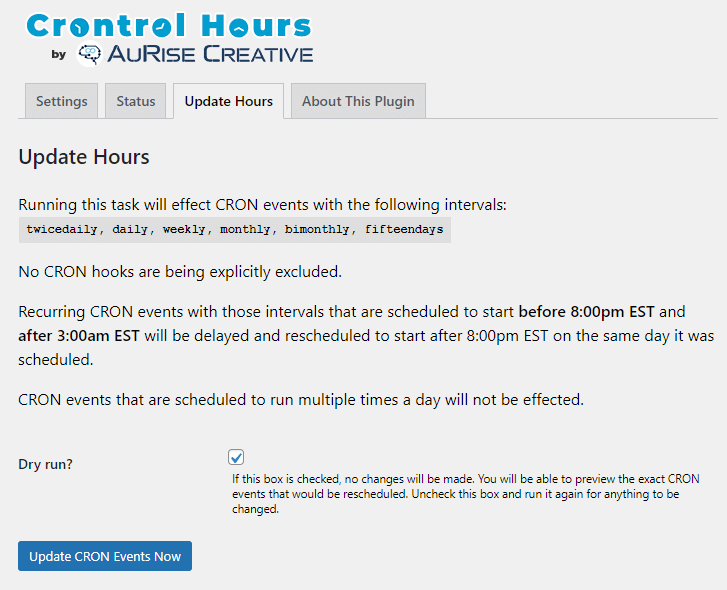 Crontrol Hours
by AURISE CREATIVE
Settings
Status
Update Hours
About This Plugin
Update Hours
Running this task will effect CRON events with the following intervals:
twicedaily, daily, weekly, monthly, bimonthly, fifteendays
No CRON hooks are being explicitly excluded.
Recurring CRON events with those intervals that are scheduled to start before 8:00pm EST and
after 3:00am EST will be delayed and rescheduled to start after 8:00pm EST on the same day it was
scheduled.
CRON events that are scheduled to run multiple times a day will not be effected.
Dry run?
If this box is checked, no changes will be made. You will be able to preview the exact CRON
events that would be rescheduled. Uncheck this box and run it again for anything to be
changed.
Update CRON Events Now